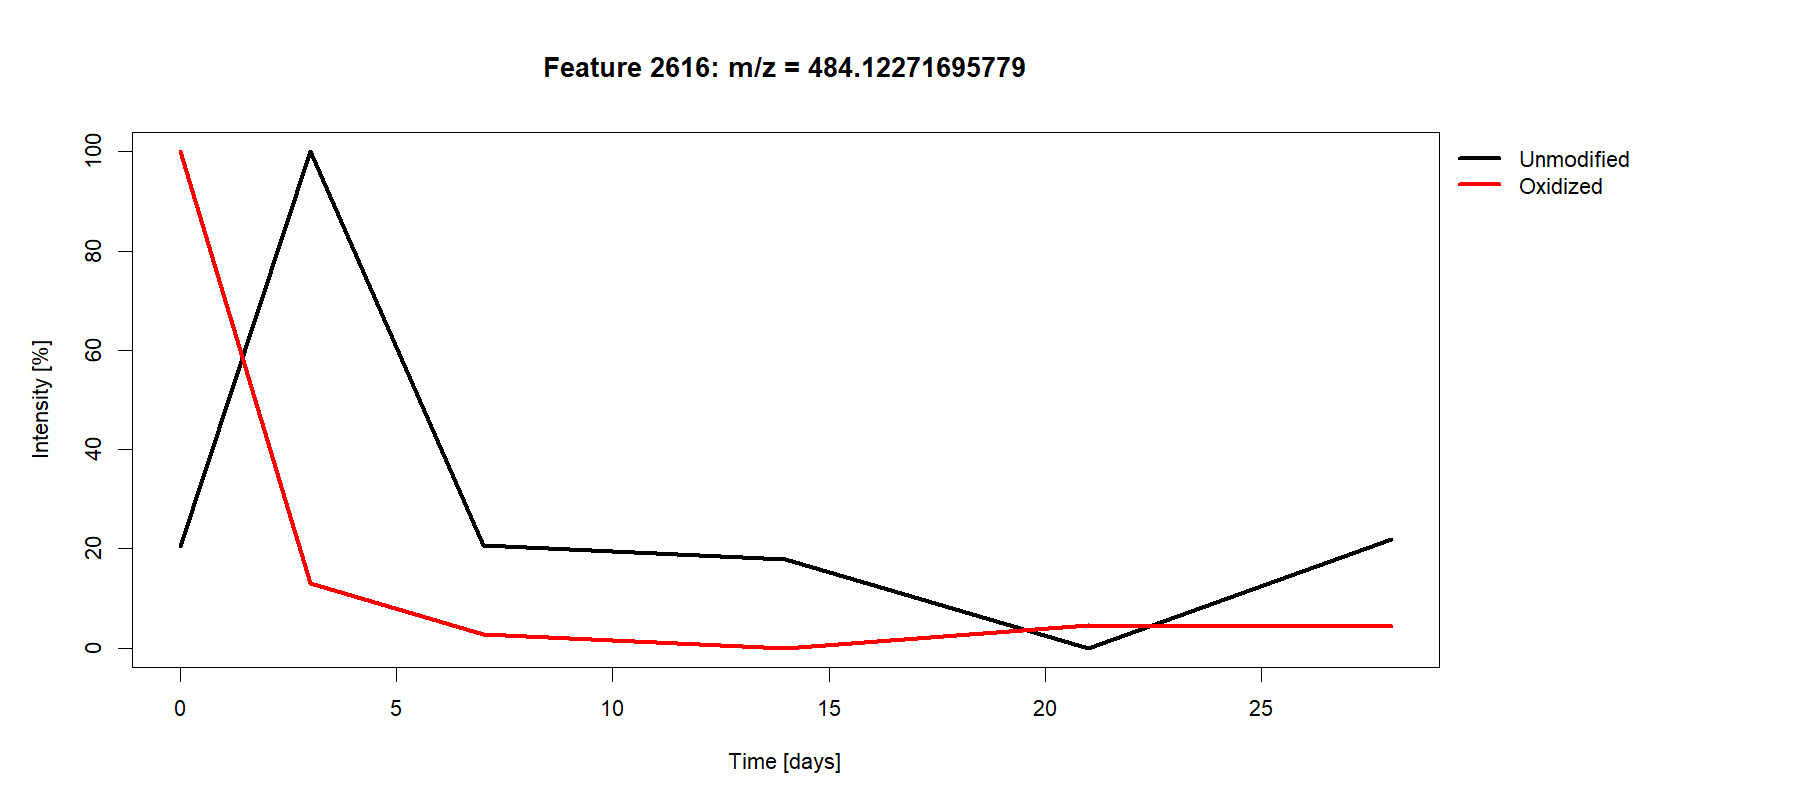 Feature 2616: m/z = 484.12271695779
Unmodified
Oxidized
Intensity [%]
100
80
60
40
20
0
0 5 10 15 20 25
Time [days]